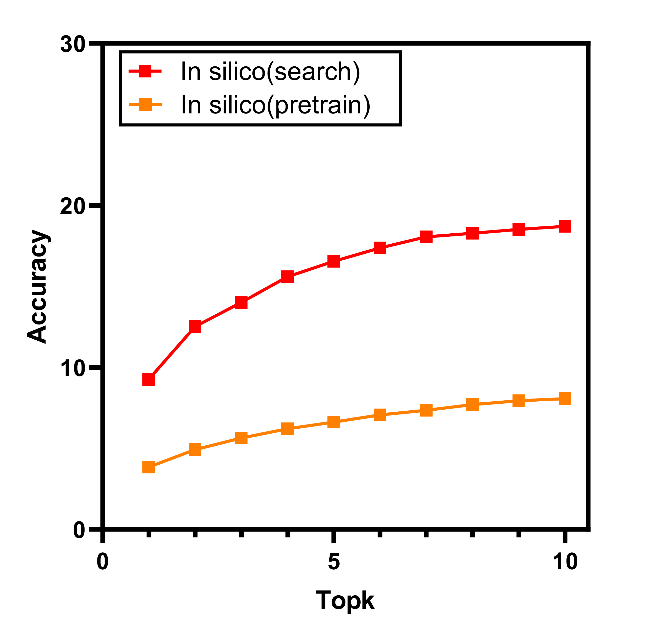 30
In silico(search)
In silico(pretrain)
20
Accuracy
10
0
0 5 10
Topk